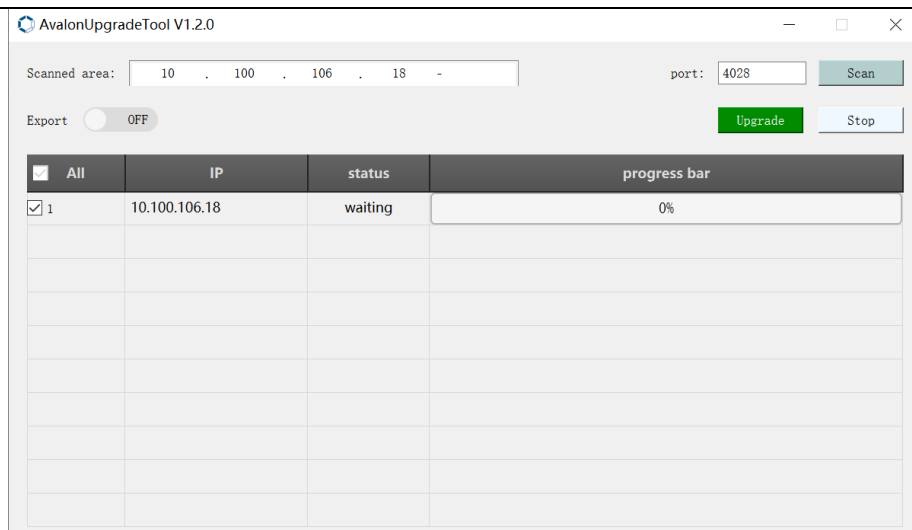 AvalonUpgradeTool V1.2.0
Scanned area: 10 . 100 . 106 . 18 - port: 4028 Scan
Export OFF Upgrade Stop
All IP status progress bar
1 10.100.106.18 waiting 0%